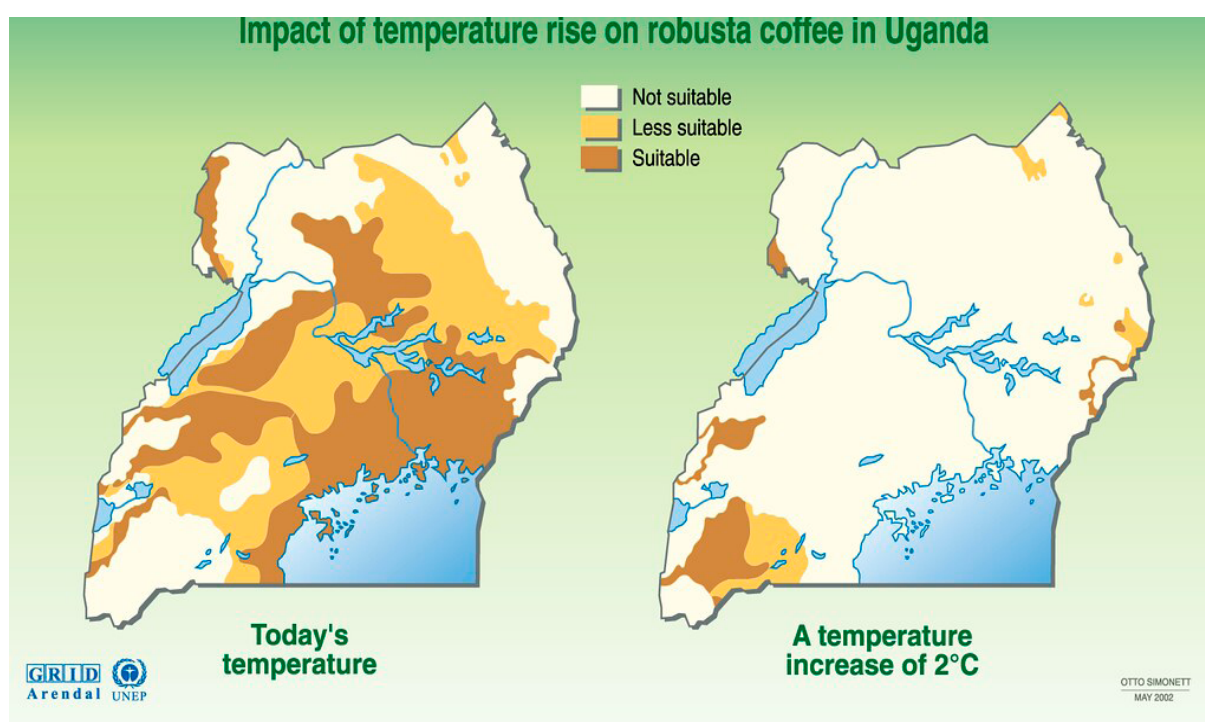 Impact of temperature rise on robusta coffee in Uganda
Not suitable
Less suitable
Suitable
Today's
temperature
A temperature
increase of 2°C
GRID
Arendal
UNEP
OTTO SIMONETT
MAY 2002